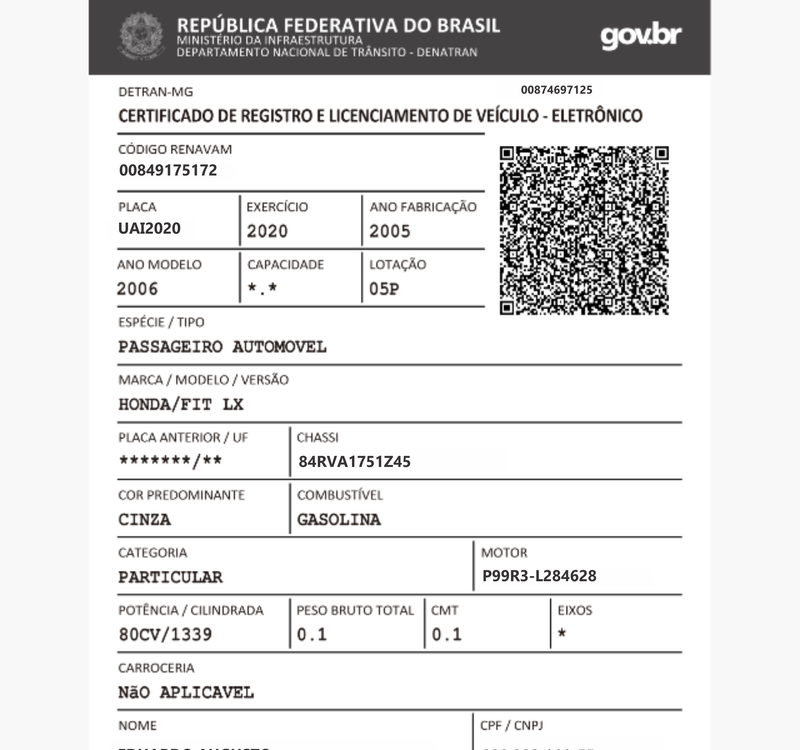 REPÚBLICA FEDERATIVA DO BRASIL
MINISTÉRIO DA INFRAESTRUTURA
DEPARTAMENTO NACIONAL DE TRÂNSITO - DENATRAN
gov.br
DETRAN-MG
00874697125
CERTIFICADO DE REGISTRO E LICENCIAMENTO DE VEÍCULO - ELETRÔNICO
CÓDIGO RENAVAM
00849175172
PLACA EXERCÍCIO ANO FABRICAÇÃO
UAI2020 2020 2005
ANO MODELO CAPACIDADE LOTAÇÃO
2006 *.* 05P
ESPÉCIE / TIPO
PASSAGEIRO AUTOMOVEL
MARCA / MODELO / VERSÃO
HONDA/FIT LX
PLACA ANTERIOR / UF CHASSI
*******/** 84RVA1751Z45
COR PREDOMINANTE COMBUSTÍVEL
CINZA GASOLINA
CATEGORIA MOTOR
PARTICULAR P99R3-L284628
POTÊNCIA / CILINDRADA PESO BRUTO TOTAL CMT EIXOS
80CV/1339 0.1 0.1 *
CARROCERIA
NãO APLICAVEL
NOME CPF / CNPJ
EDUARDO AUGUSTO